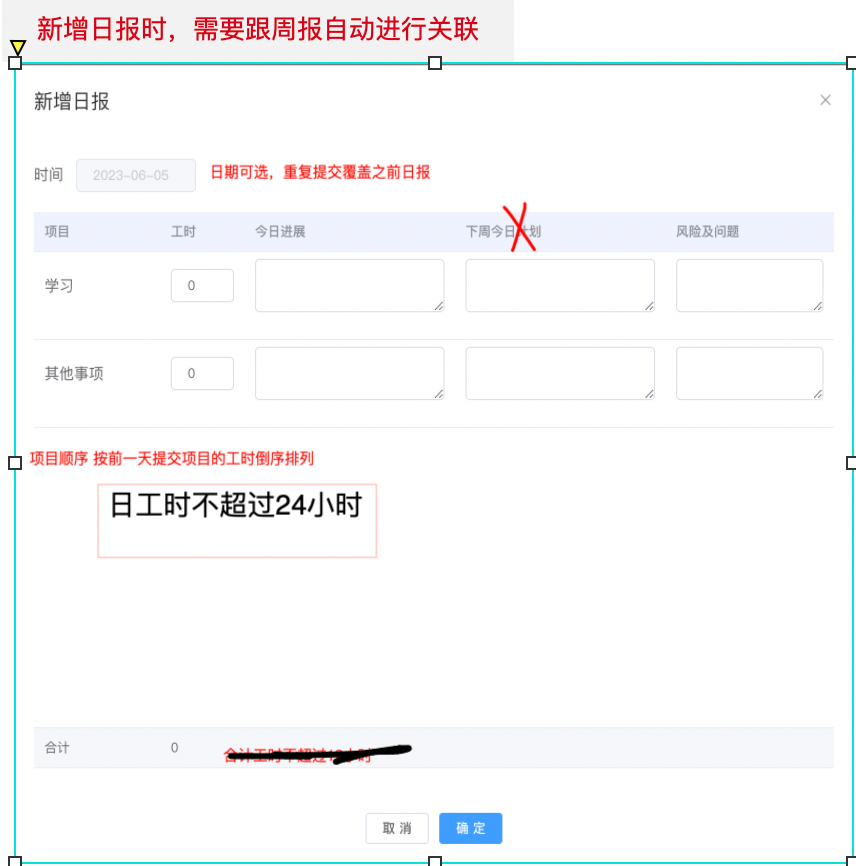 新增日报时，需要跟周报自动进行关联
新增日报
时间 2023-06-05 日期可选，重复提交覆盖之前日报
项目 工时 今日进展 下周今日计划 风险及问题
学习 0
其他事项 0
项目顺序 按前一天提交项目的工时倒序排列
日工时不超过24小时
合计 0 合计工时不超过
取 消 确 定